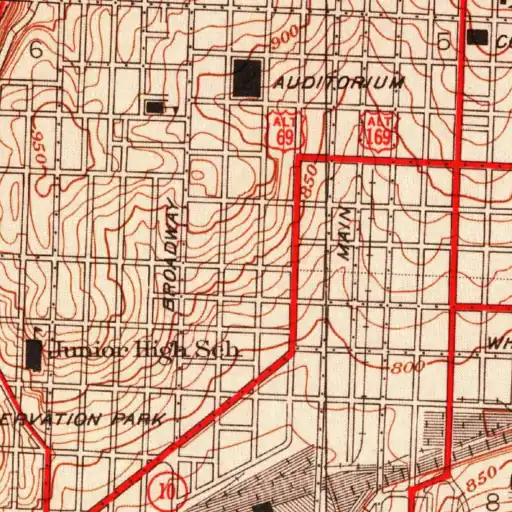 900
6
5
AUDITORIUM
ALT
69
ALT
169
950
850
BROADWAY
MAIN
Junior High Sch.
800
ERVATION PARK
850
10
8